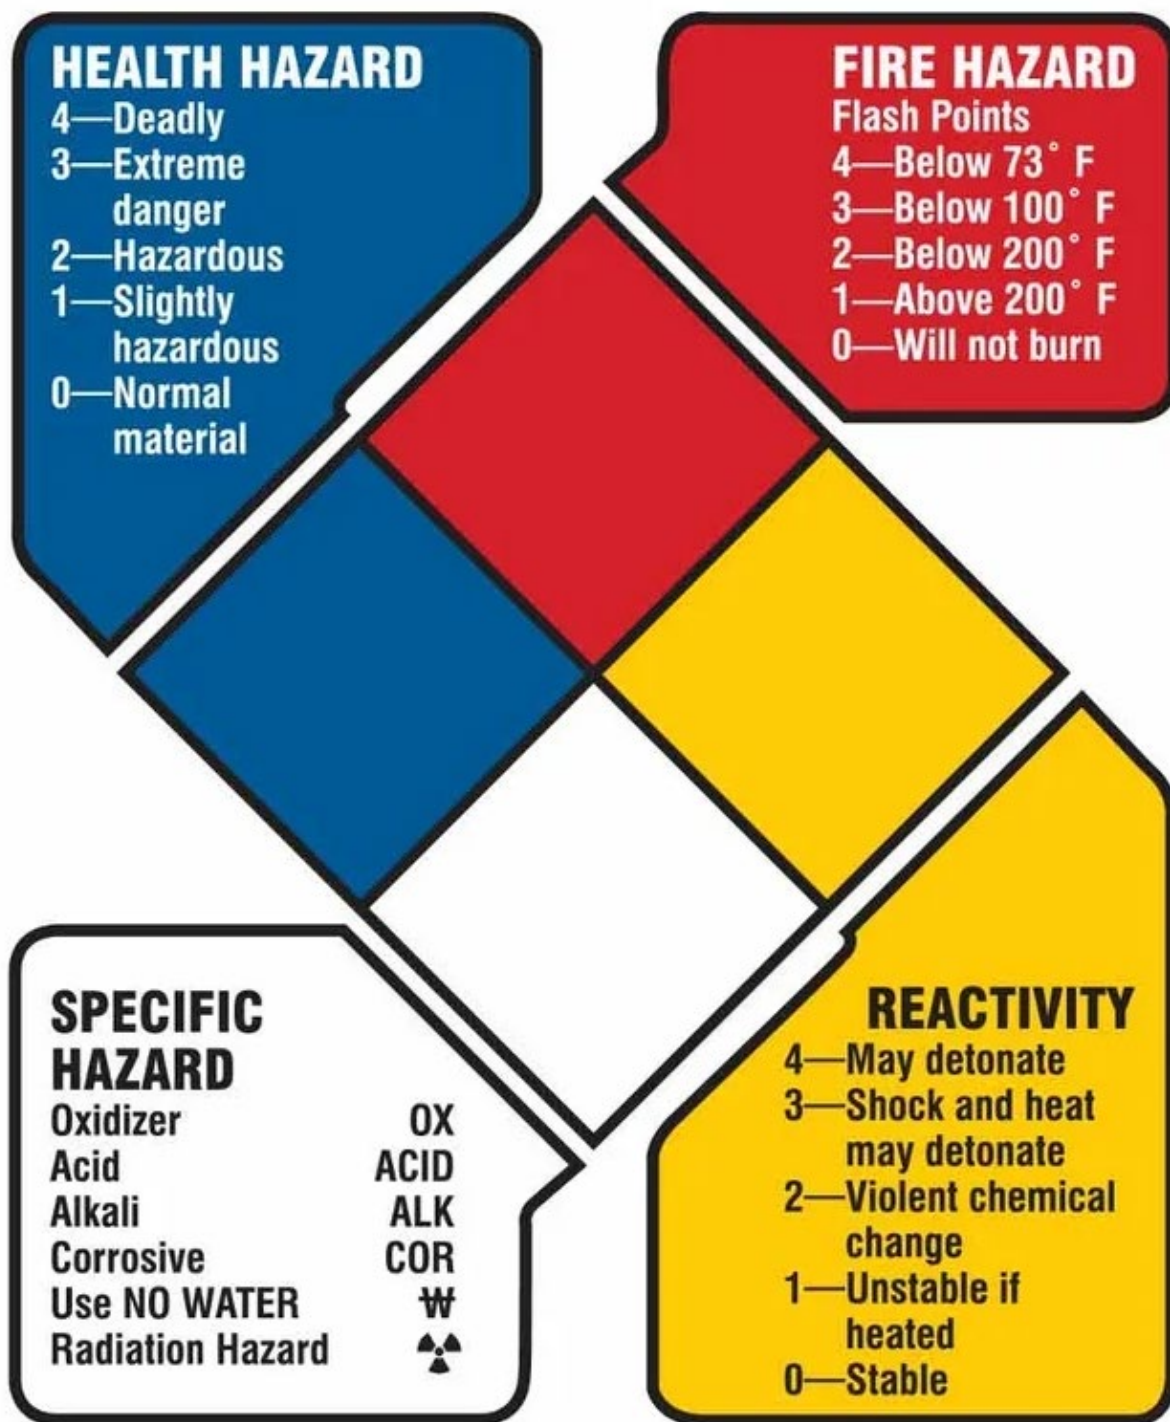 HEALTH HAZARD
4—Deadly
3—Extreme
danger
2—Hazardous
1—Slightly
hazardous
0—Normal
material
FIRE HAZARD
Flash Points
4—Below 73° F
3—Below 100° F
2—Below 200° F
1—Above 200° F
0—Will not burn
SPECIFIC
HAZARD
Oxidizer OX
Acid ACID
Alkali ALK
Corrosive COR
Use NO WATER W
Radiation Hazard ☢
REACTIVITY
4—May detonate
3—Shock and heat
may detonate
2—Violent chemical
change
1—Unstable if
heated
0—Stable